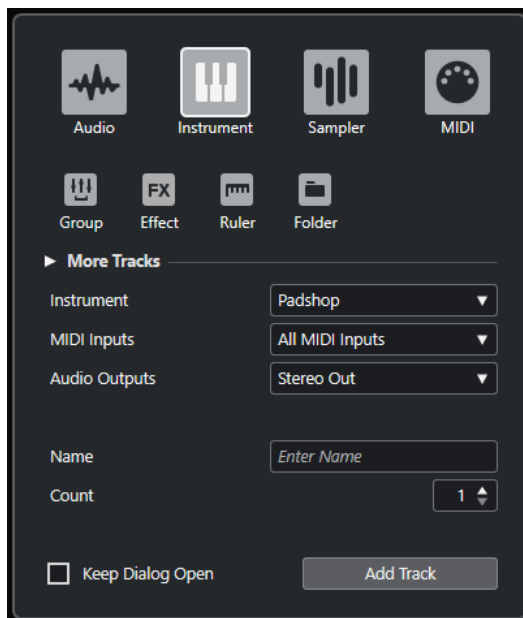 Audio Instrument Sampler MIDI
FX
Group Effect Ruler Folder
More Tracks
Instrument Padshop
MIDI Inputs All MIDI Inputs
Audio Outputs Stereo Out
Name Enter Name
Count 1
Keep Dialog Open Add Track